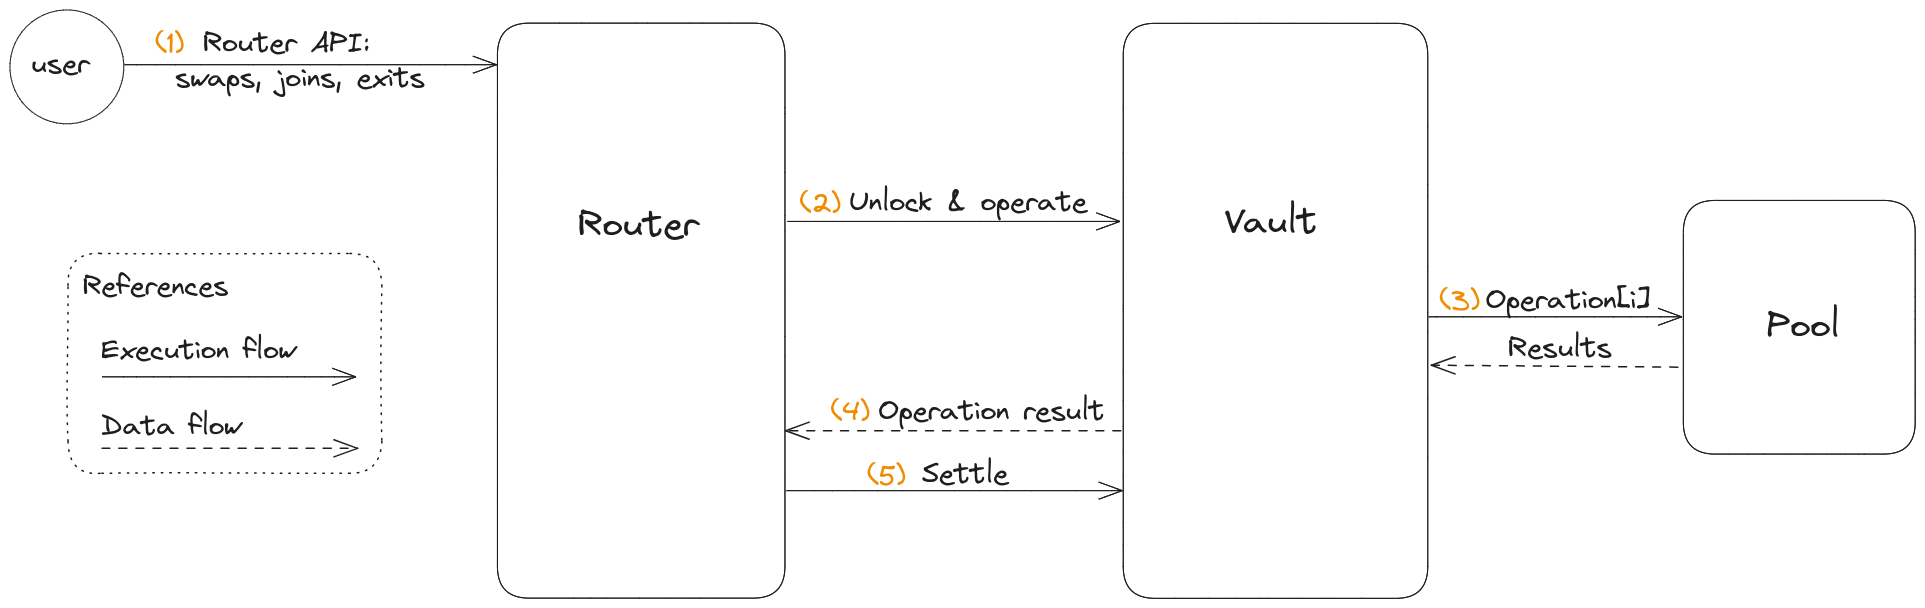 user
(1) Router API:
swaps, joins, exits
Router
(2) Unlock & operate
Vault
(3) Operation[i]
Results
Pool
(4) Operation result
(5) Settle
References
Execution flow
Data flow